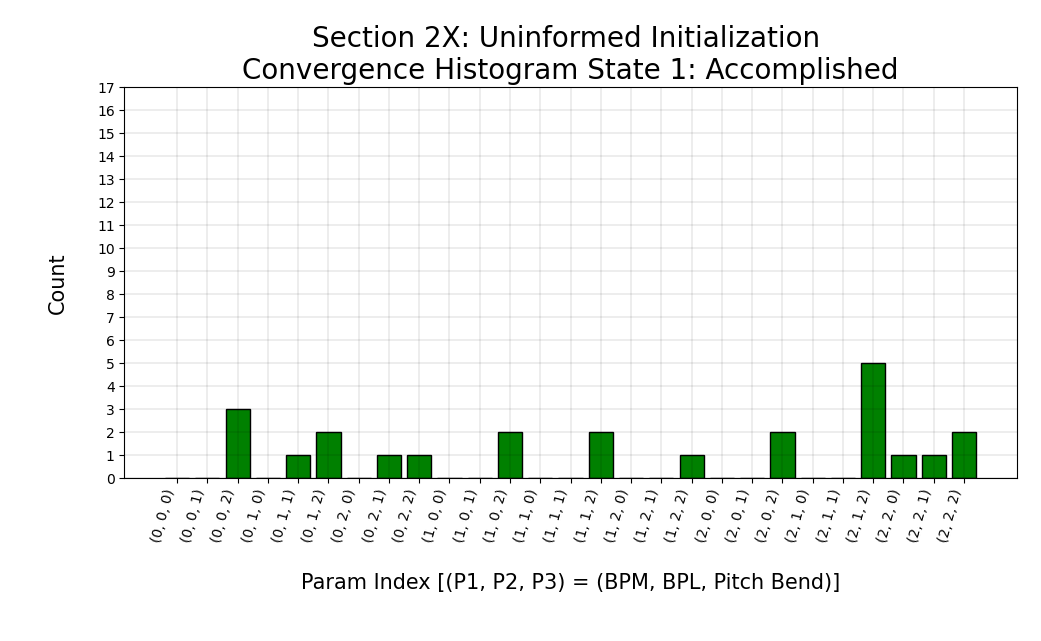 Section 2X: Uninformed Initialization
Convergence Histogram State 1: Accomplished
17
16
15
14
13
12
11
10
9
8
7
6
5
4
3
2
1
0
Count
(0, 0, 0)
(0, 0, 1)
(0, 0, 2)
(0, 1, 0)
(0, 1, 1)
(0, 1, 2)
(0, 2, 0)
(0, 2, 1)
(0, 2, 2)
(1, 0, 0)
(1, 0, 1)
(1, 0, 2)
(1, 1, 0)
(1, 1, 1)
(1, 1, 2)
(1, 2, 0)
(1, 2, 1)
(1, 2, 2)
(2, 0, 0)
(2, 0, 1)
(2, 0, 2)
(2, 1, 0)
(2, 1, 1)
(2, 1, 2)
(2, 2, 0)
(2, 2, 1)
(2, 2, 2)
Param Index [(P1, P2, P3) = (BPM, BPL, Pitch Bend)]